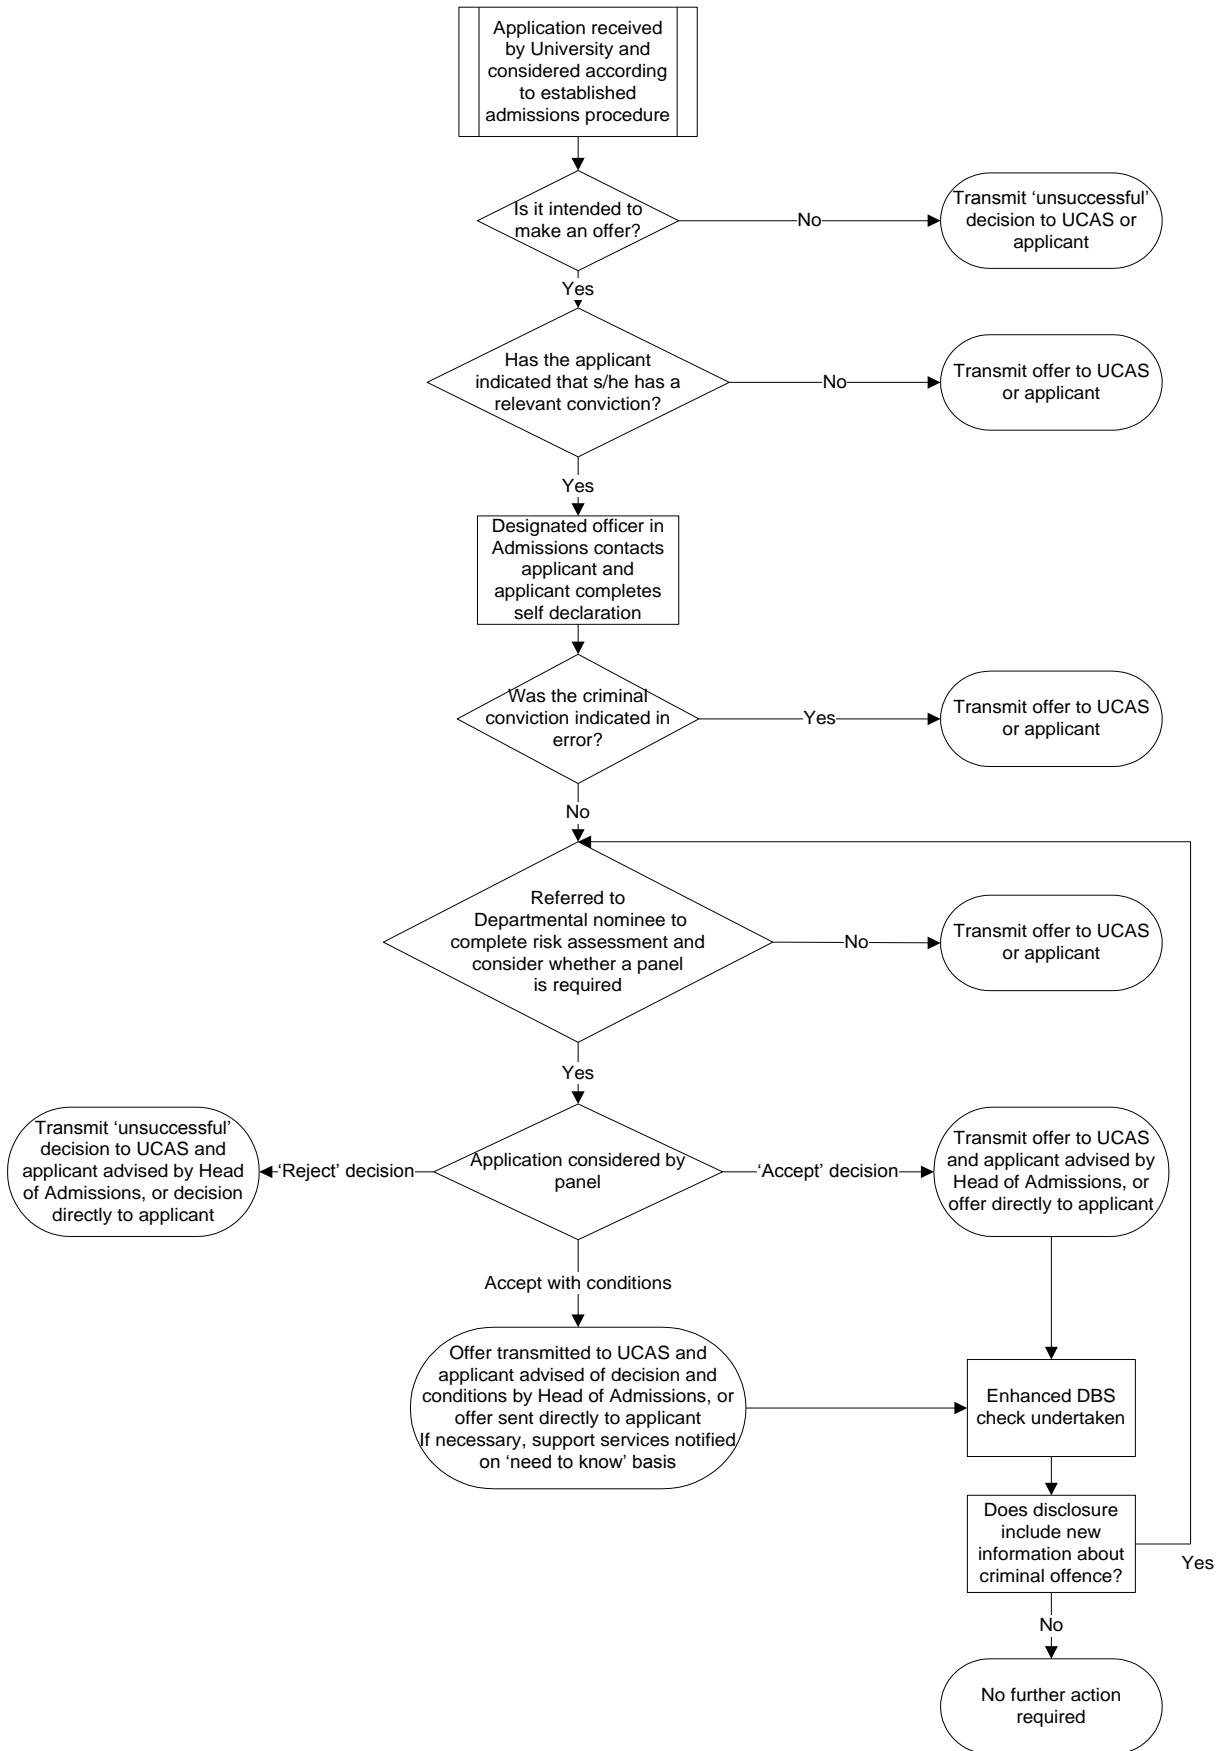 Application received
by University and
considered according
to established
admissions procedure
Is it intended to
make an offer?
No
Transmit ‘unsuccessful’
decision to UCAS or
applicant
Yes
Has the applicant
indicated that s/he has a
relevant conviction?
No
Transmit offer to UCAS
or applicant
Yes
Designated officer in
Admissions contacts
applicant and
applicant completes
self declaration
Was the criminal
conviction indicated in
error?
Yes
Transmit offer to UCAS
or applicant
No
Referred to
Departmental nominee to
complete risk assessment and
consider whether a panel
is required
No
Transmit offer to UCAS
or applicant
Yes
Transmit ‘unsuccessful’
decision to UCAS and
applicant advised by Head
of Admissions, or decision
directly to applicant
‘Reject’ decision
Application considered by
panel
‘Accept’ decision
Transmit offer to UCAS
and applicant advised by
Head of Admissions, or
offer directly to applicant
Accept with conditions
Offer transmitted to UCAS and
applicant advised of decision and
conditions by Head of Admissions, or
offer sent directly to applicant
If necessary, support services notified
on ‘need to know’ basis
Enhanced DBS
check undertaken
Does disclosure
include new
information about
criminal offence?
Yes
No
No further action
required